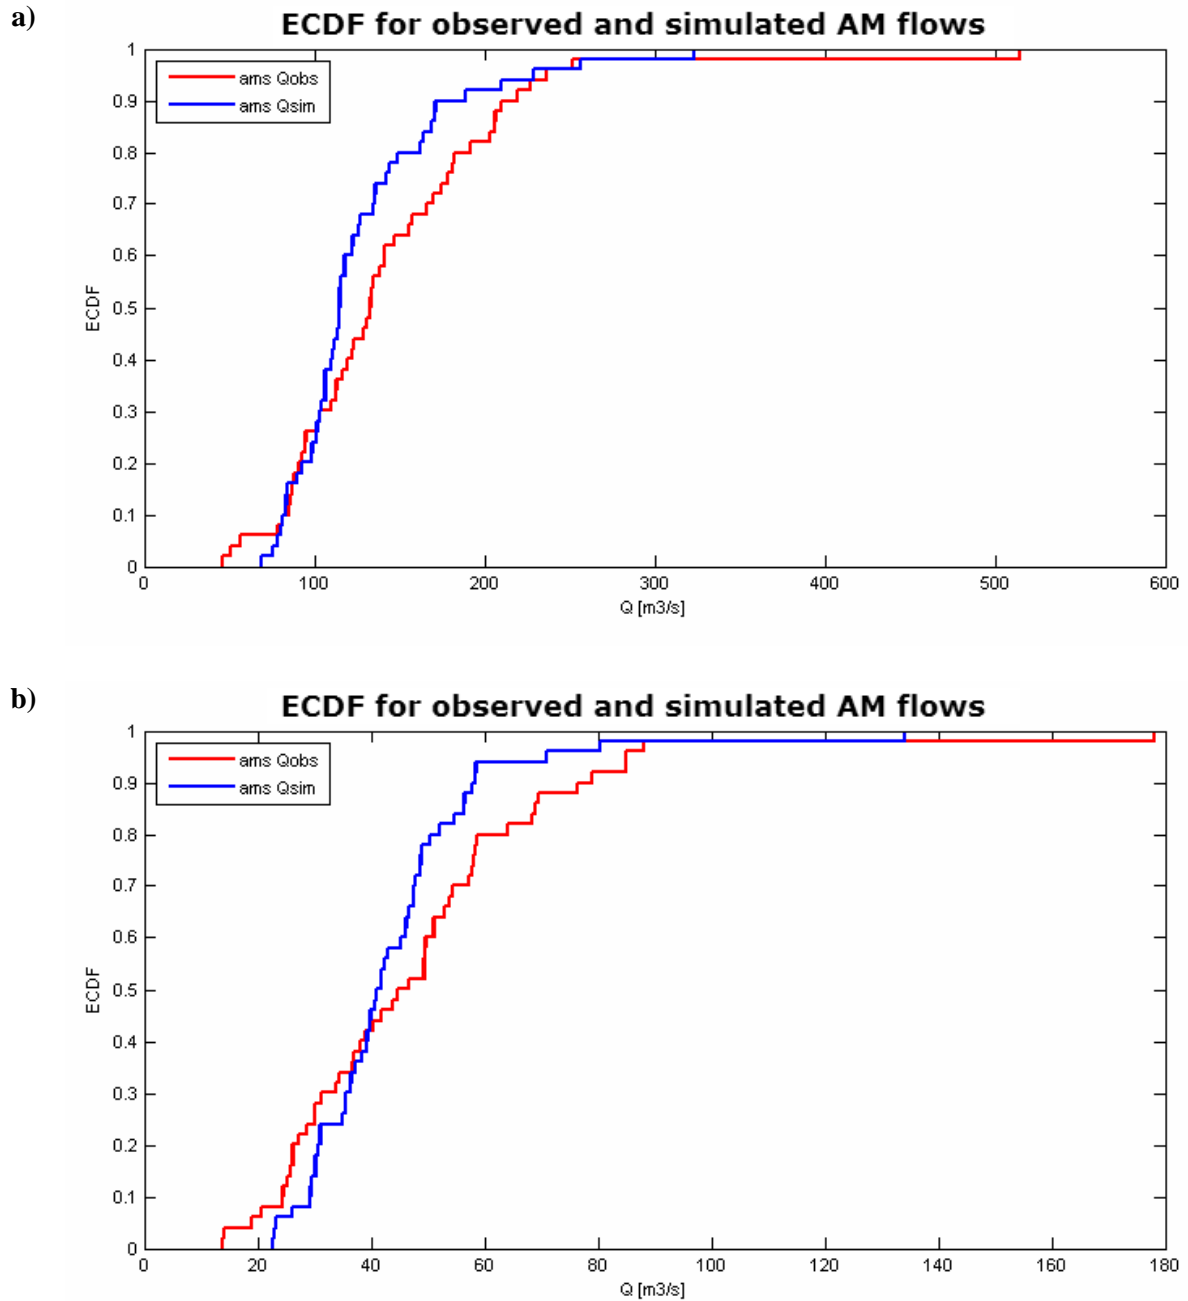 a)
ECDF for observed and simulated AM flows
1
0.9
0.8
0.7
0.6
0.5
0.4
0.3
0.2
0.1
0
ECDF
ams Qobs
ams Qsim
0 100 200 300 400 500 600
Q [m3/s]
b)
ECDF for observed and simulated AM flows
1
0.9
0.8
0.7
0.6
0.5
0.4
0.3
0.2
0.1
0
ECDF
ams Qobs
ams Qsim
0 20 40 60 80 100 120 140 160 180
Q [m3/s]